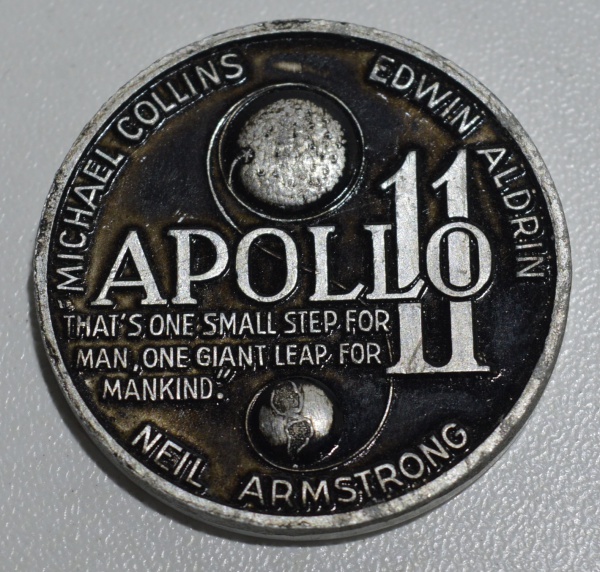 MICHAEL COLLINS
EDWIN ALDRIN
APOLLO 11
THAT'S ONE SMALL STEP FOR
MAN, ONE GIANT LEAP FOR
MANKIND."
NEIL ARMSTRONG